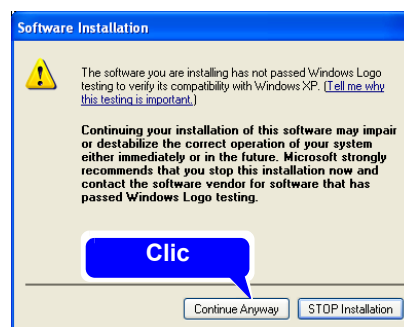 Software Installation
The software you are installing has not passed Windows Logo
testing to verify its compatibility with Windows XP. (Tell me why
this testing is important.)
Continuing your installation of this software may impair
or destabilize the correct operation of your system
either immediately or in the future. Microsoft strongly
recommends that you stop this installation now and
contact the software vendor for software that has
passed Windows Logo testing.
Clic
Continue Anyway STOP Installation